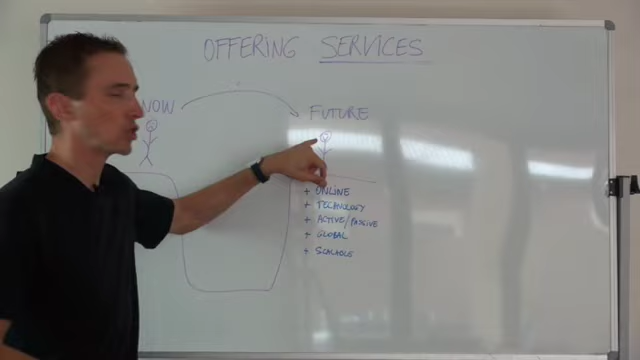 OFFERING SERVICES
NOW
FUTURE
+ ONLINE
+ TECHNOLOGY
+ ACTIVE/PASSIVE
+ GLOBAL
+ SCALABLE